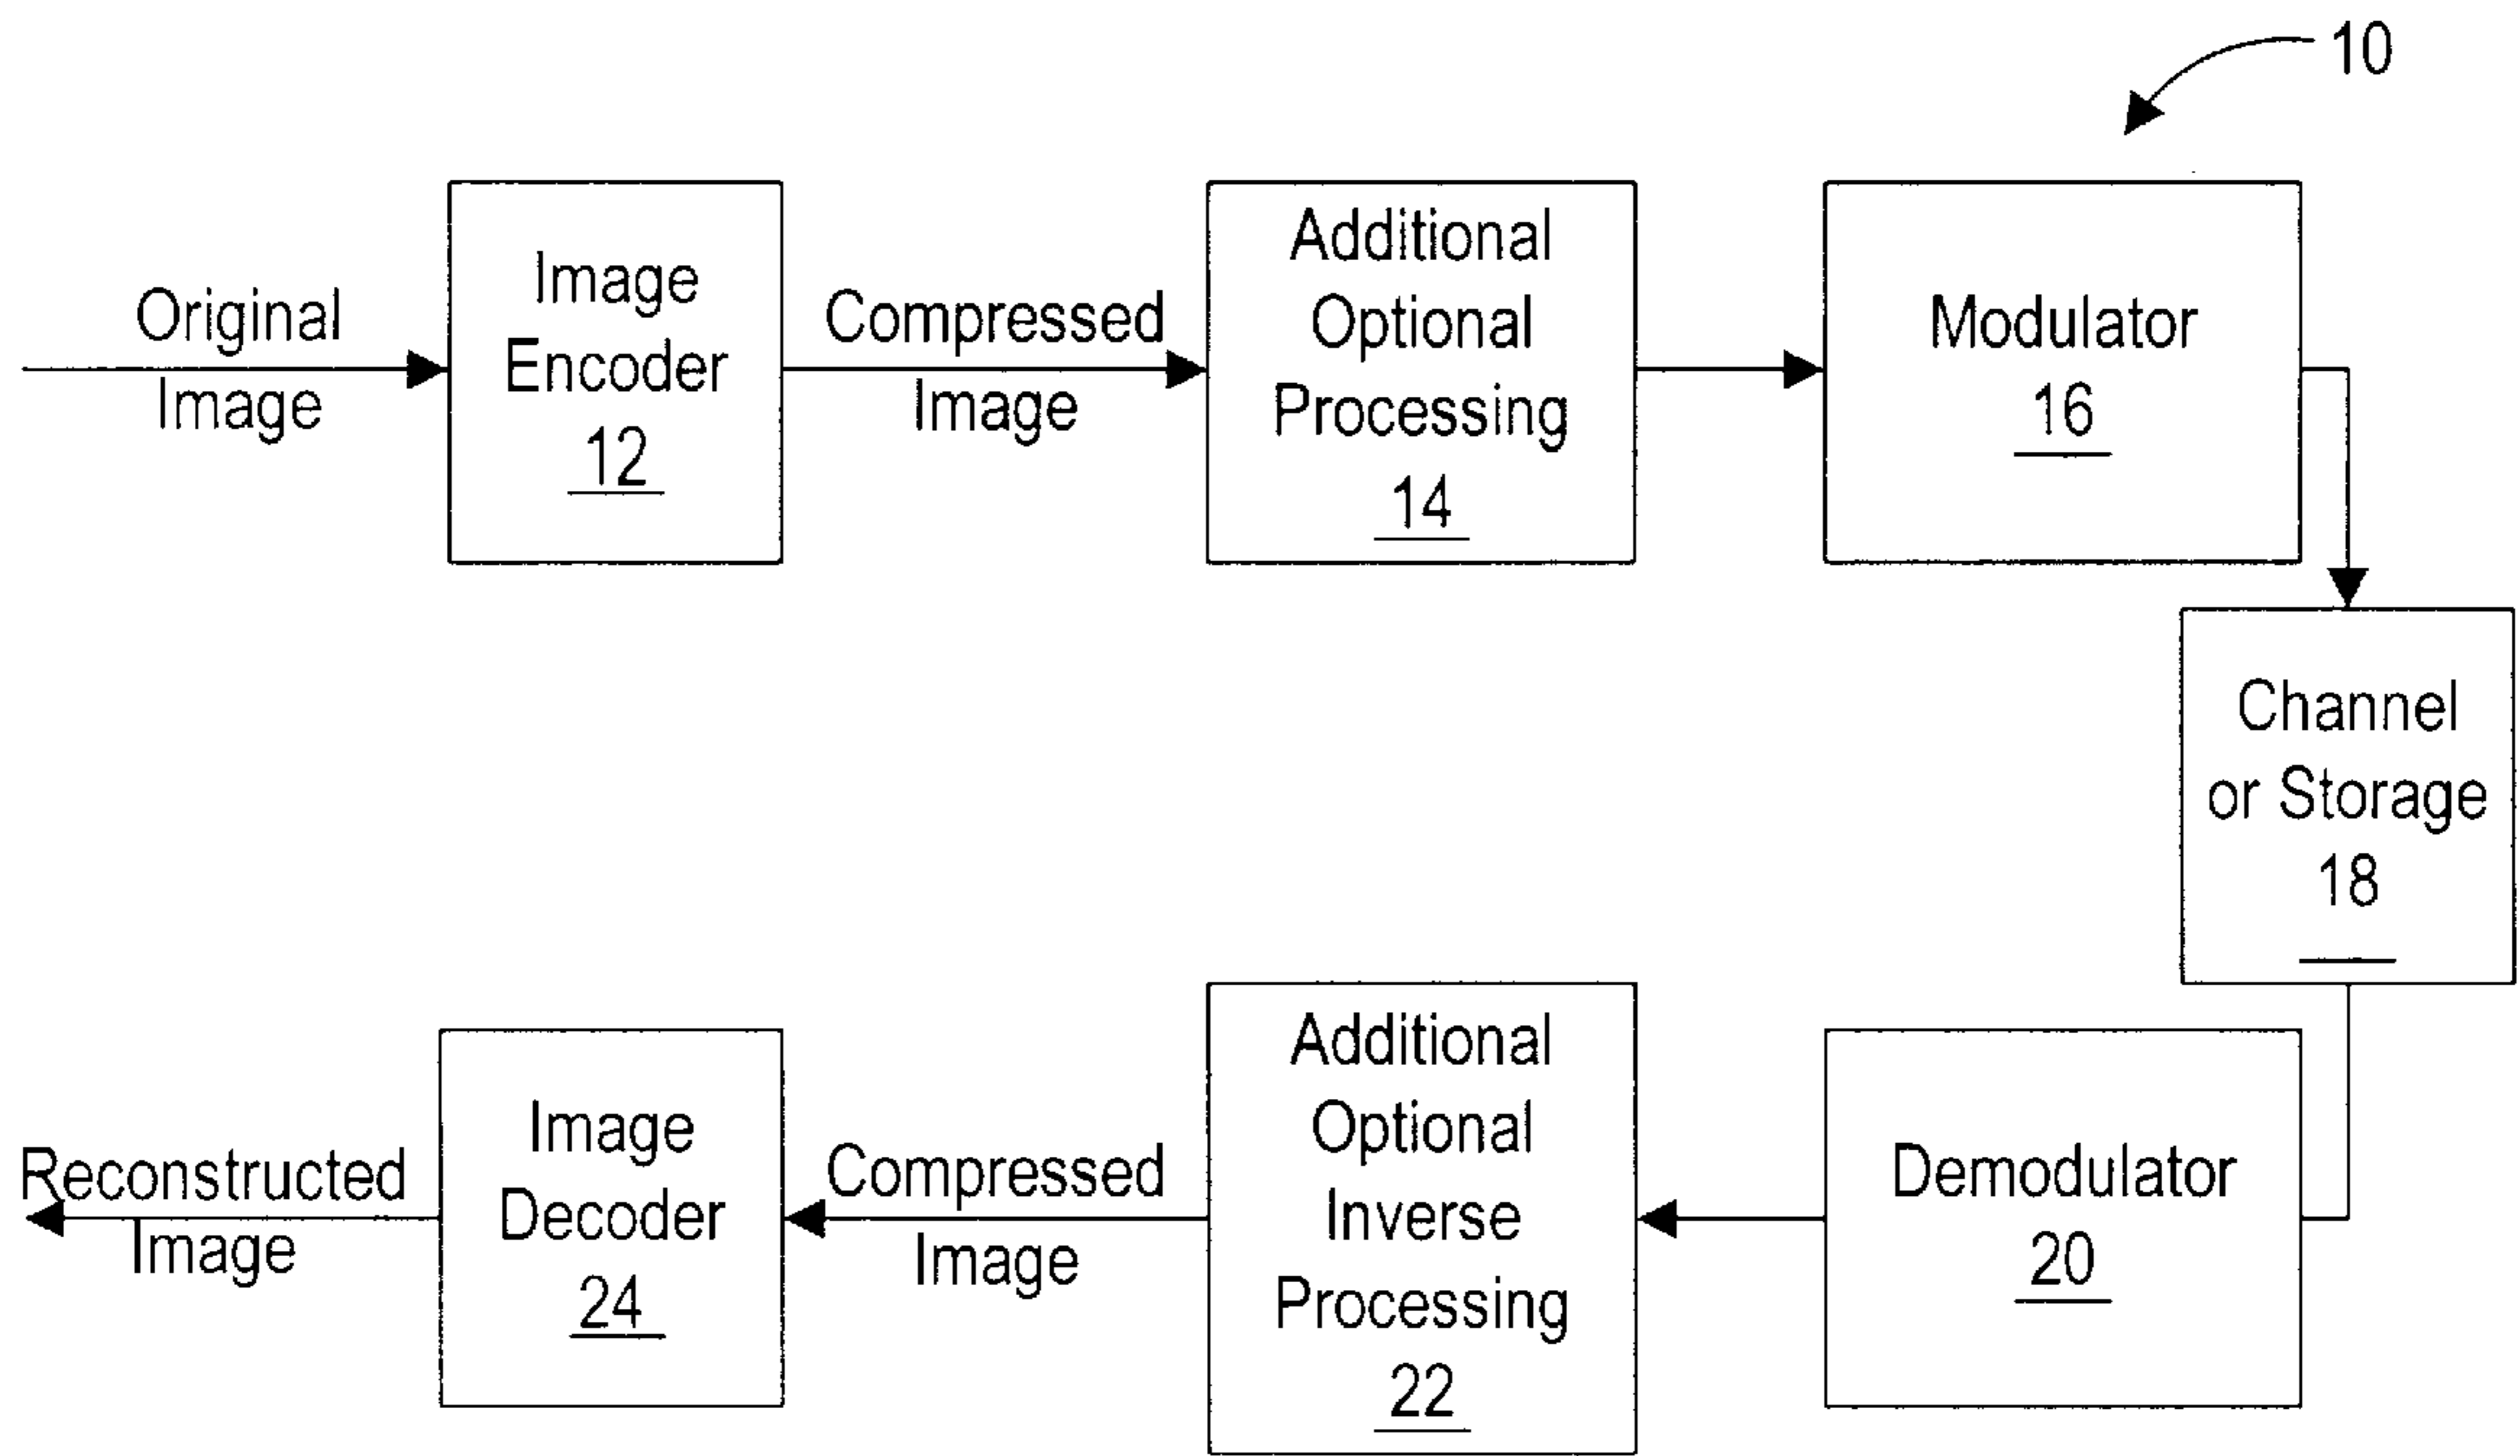 10
Original
Image
Image
Encoder
12
Compressed
Image
Additional
Optional
Processing
14
Modulator
16
Channel
or Storage
18
Demodulator
20
Additional
Optional
Inverse
Processing
22
Compressed
Image
Image
Decoder
24
Reconstructed
Image